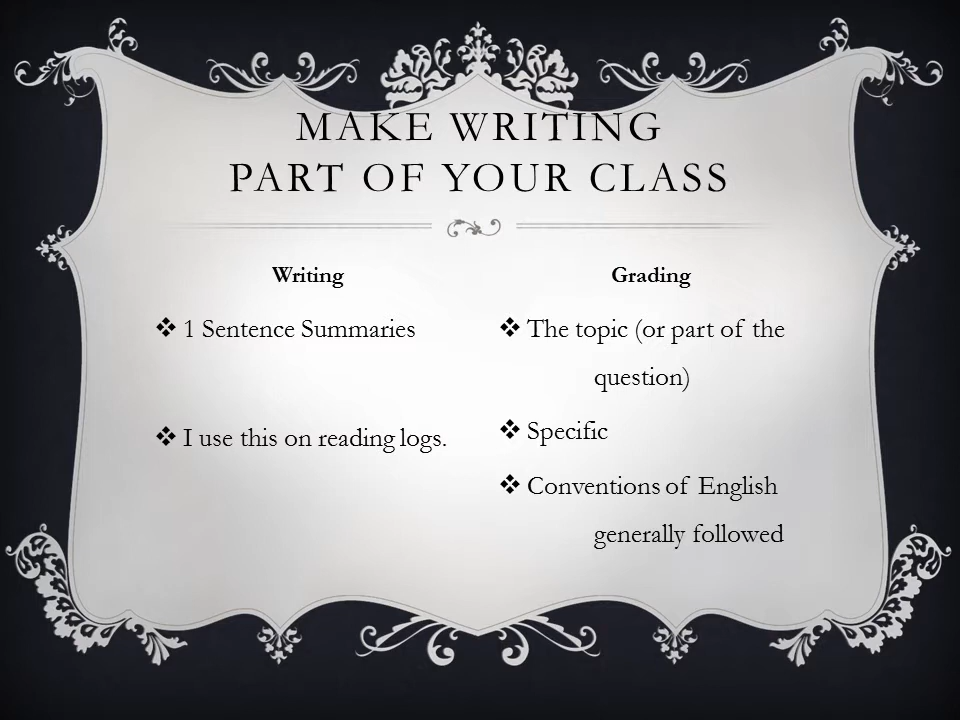 MAKE WRITING
PART OF YOUR CLASS
Writing
❖ 1 Sentence Summaries
❖ I use this on reading logs.
Grading
❖ The topic (or part of the
question)
❖ Specific
❖ Conventions of English
generally followed